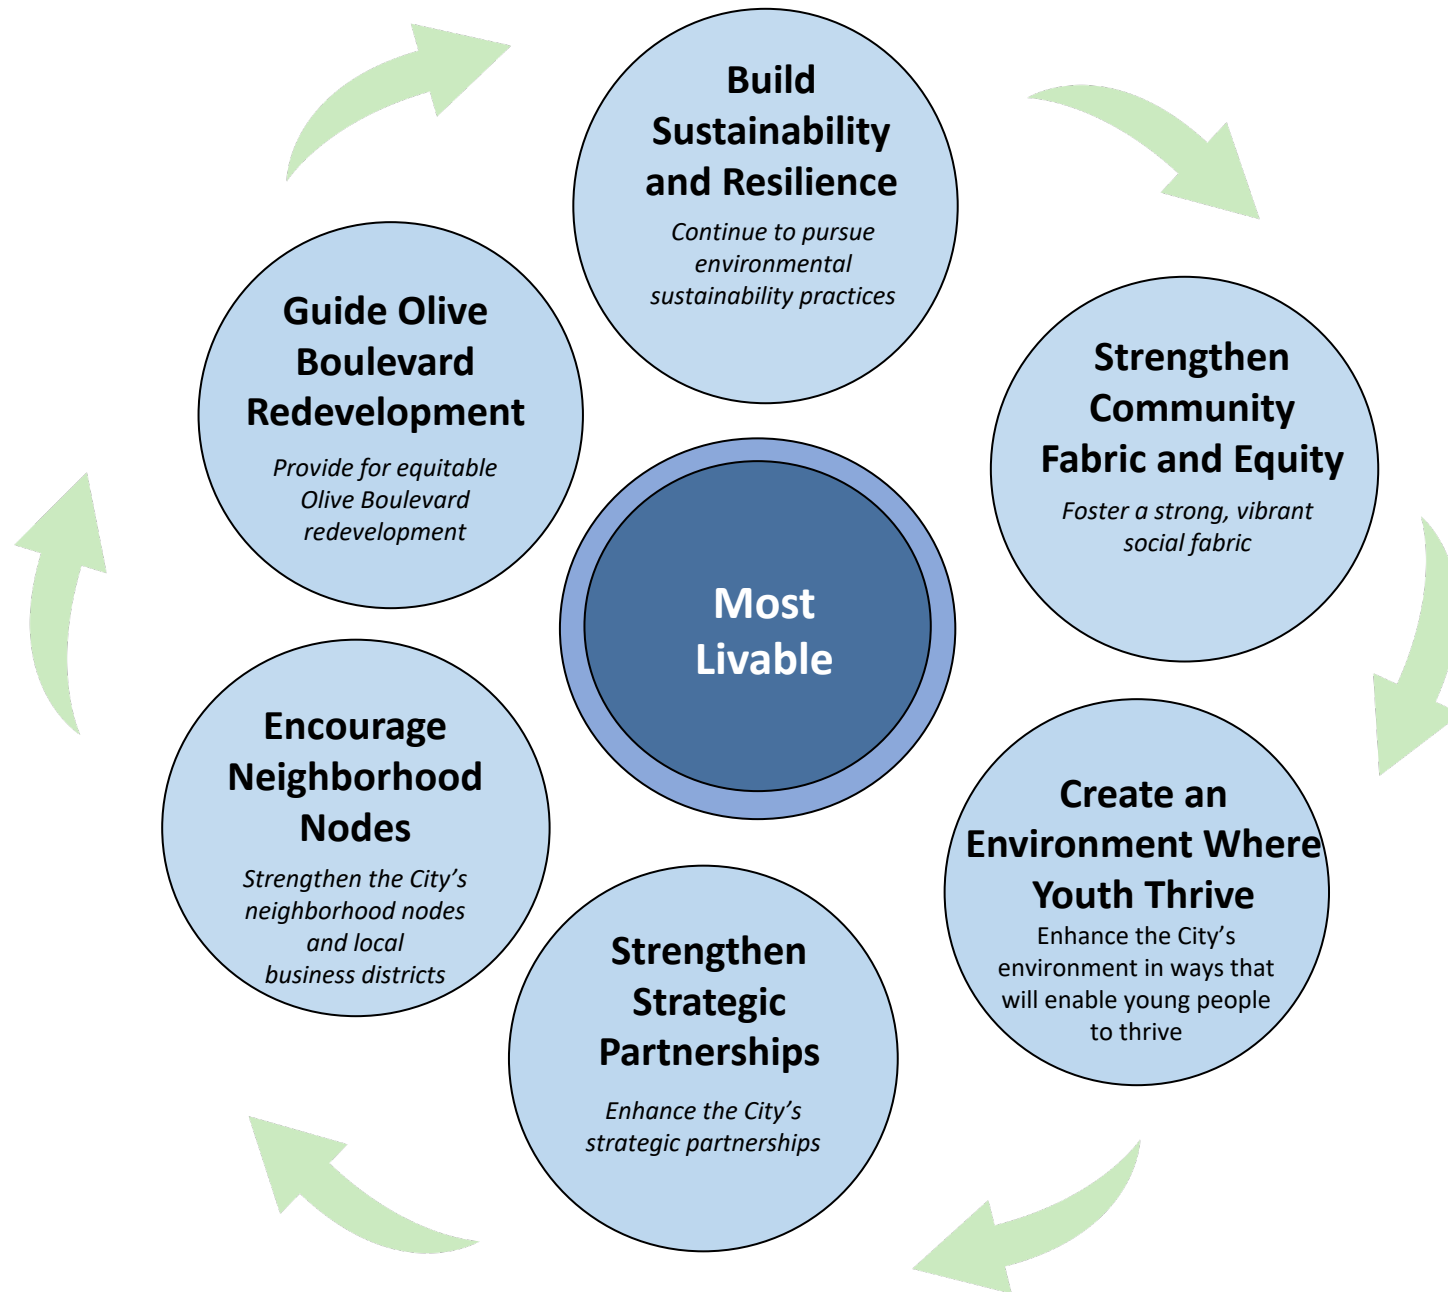 Build
Sustainability
and Resilience
Continue to pursue
environmental
sustainability practices
Strengthen
Community
Fabric and Equity
Foster a strong, vibrant
social fabric
Create an
Environment Where
Youth Thrive
Enhance the City’s
environment in ways that
will enable young people
to thrive
Strengthen
Strategic
Partnerships
Enhance the City’s
strategic partnerships
Encourage
Neighborhood
Nodes
Strengthen the City’s
neighborhood nodes
and local
business districts
Guide Olive
Boulevard
Redevelopment
Provide for equitable
Olive Boulevard
redevelopment
Most
Livable